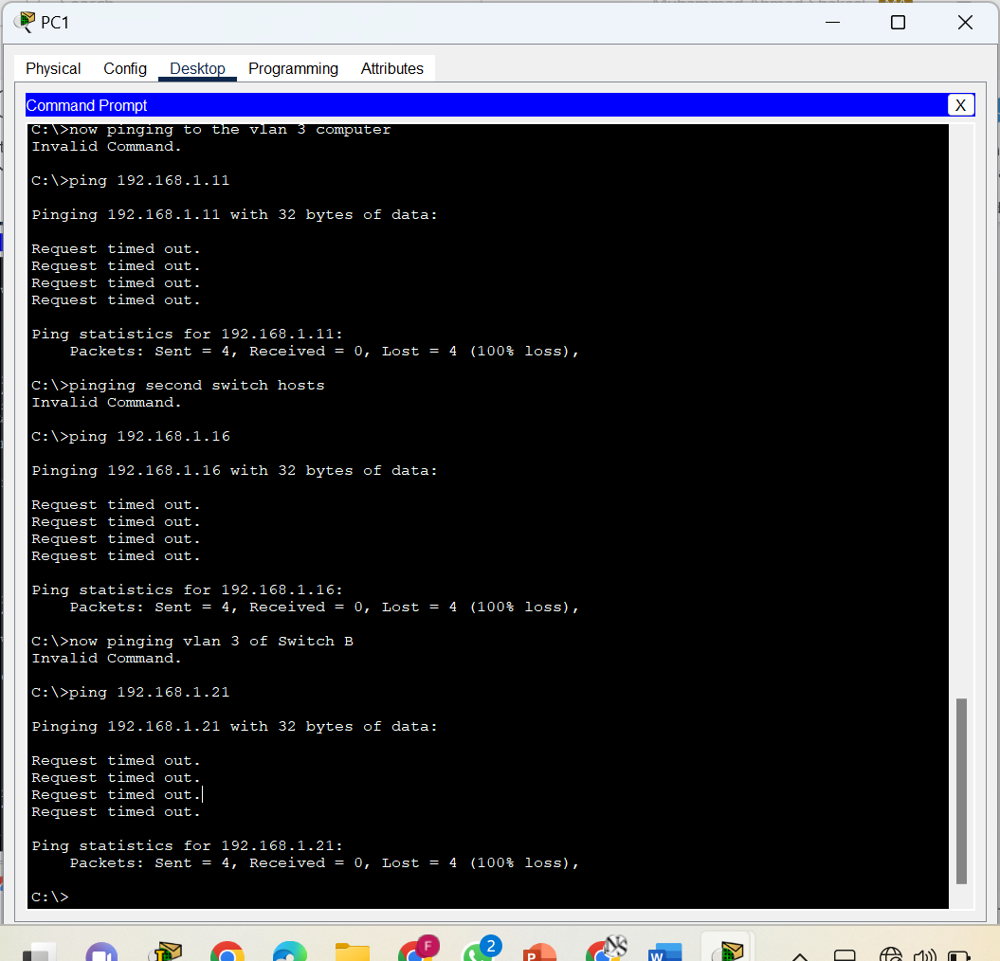 PC1
Physical Config Desktop Programming Attributes
Command Prompt
X
C:\>now pinging to the vlan 3 computer
Invalid Command.
C:\>ping 192.168.1.11
Pinging 192.168.1.11 with 32 bytes of data:
Request timed out.
Request timed out.
Request timed out.
Request timed out.
Ping statistics for 192.168.1.11:
Packets: Sent = 4, Received = 0, Lost = 4 (100% loss),
C:\>pinging second switch hosts
Invalid Command.
C:\>ping 192.168.1.16
Pinging 192.168.1.16 with 32 bytes of data:
Request timed out.
Request timed out.
Request timed out.
Request timed out.
Ping statistics for 192.168.1.16:
Packets: Sent = 4, Received = 0, Lost = 4 (100% loss),
C:\>now pinging vlan 3 of Switch B
Invalid Command.
C:\>ping 192.168.1.21
Pinging 192.168.1.21 with 32 bytes of data:
Request timed out.
Request timed out.
Request timed out.
Request timed out.
Ping statistics for 192.168.1.21:
Packets: Sent = 4, Received = 0, Lost = 4 (100% loss),
C:\>
F 2 P NS W